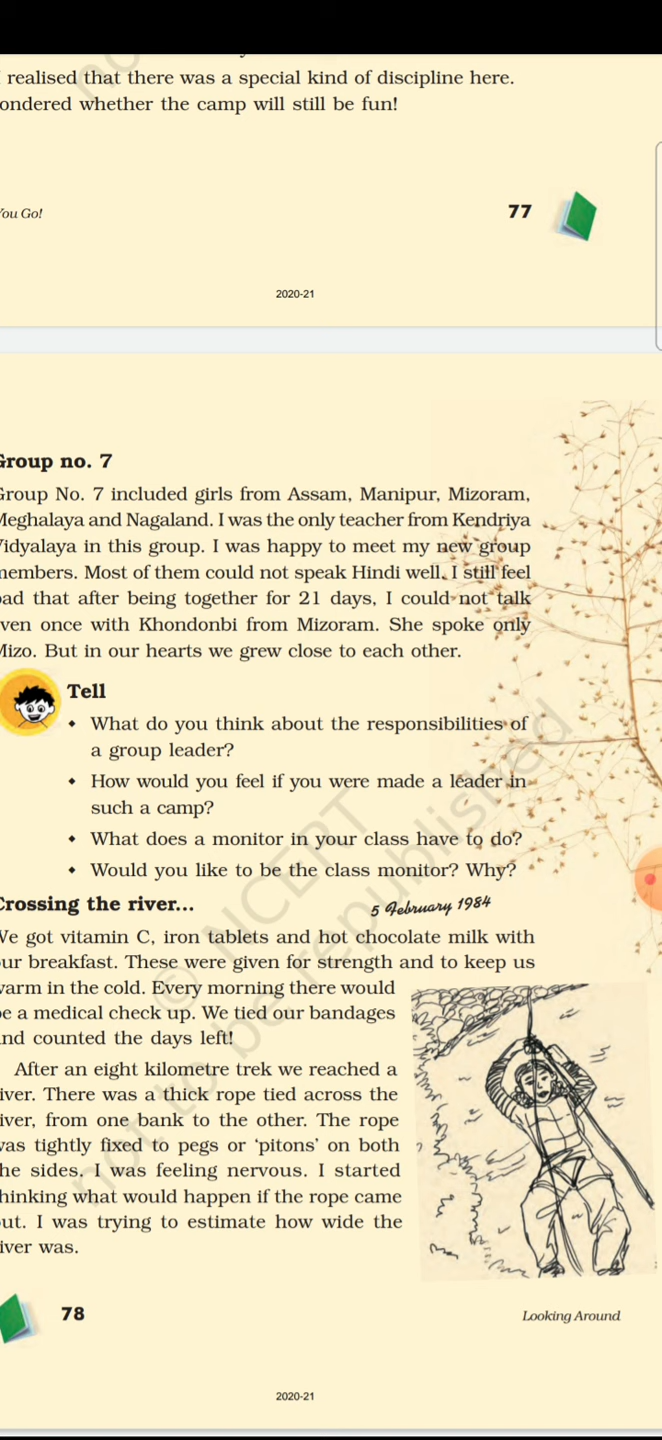 realised that there was a special kind of discipline here.
ondered whether the camp will still be fun!
You Go!
77
2020-21
Group no. 7
Group No. 7 included girls from Assam, Manipur, Mizoram,
Meghalaya and Nagaland. I was the only teacher from Kendriya
Vidyalaya in this group. I was happy to meet my new group
members. Most of them could not speak Hindi well. I still feel
bad that after being together for 21 days, I could not talk
even once with Khondonbi from Mizoram. She spoke only
Mizo. But in our hearts we grew close to each other.
Tell
• What do you think about the responsibilities of
a group leader?
• How would you feel if you were made a leader in
such a camp?
• What does a monitor in your class have to do?
• Would you like to be the class monitor? Why?
Crossing the river...
5 February 1984
We got vitamin C, iron tablets and hot chocolate milk with
our breakfast. These were given for strength and to keep us
warm in the cold. Every morning there would
be a medical check up. We tied our bandages
and counted the days left!
After an eight kilometre trek we reached a
river. There was a thick rope tied across the
river, from one bank to the other. The rope
was tightly fixed to pegs or ‘pitons’ on both
the sides. I was feeling nervous. I started
thinking what would happen if the rope came
out. I was trying to estimate how wide the
river was.
© NCERT
not to be republished
78
Looking Around
2020-21